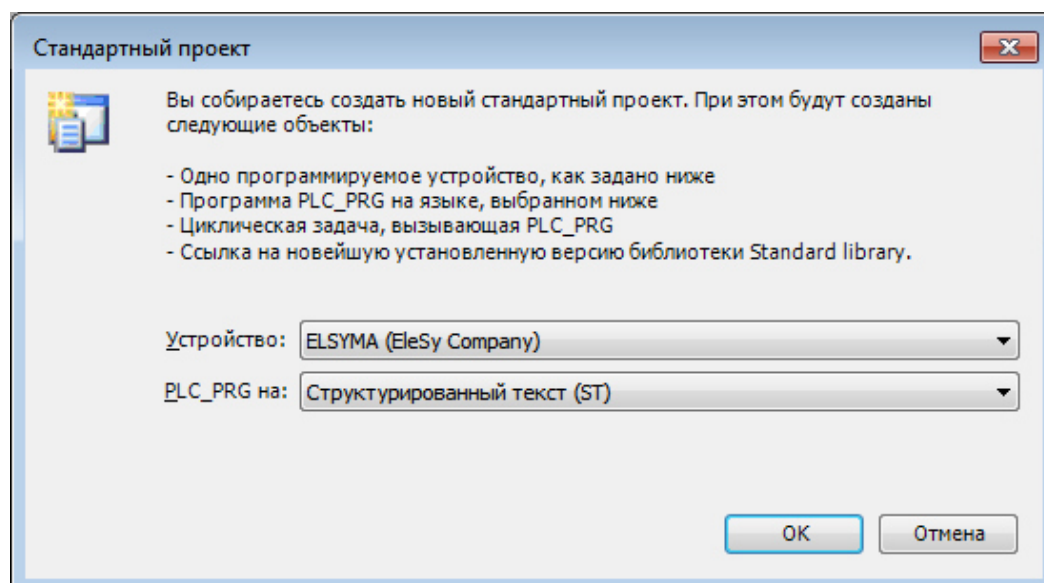 Стандартный проект
Вы собираетесь создать новый стандартный проект. При этом будут созданы
следующие объекты:
- Одно программируемое устройство, как задано ниже
- Программа PLC_PRG на языке, выбранном ниже
- Циклическая задача, вызывающая PLC_PRG
- Ссылка на новейшую установленную версию библиотеки Standard library.
Устройство: ELSYMA (EleSy Company)
PLC_PRG на: Структурированный текст (ST)
OK Отмена